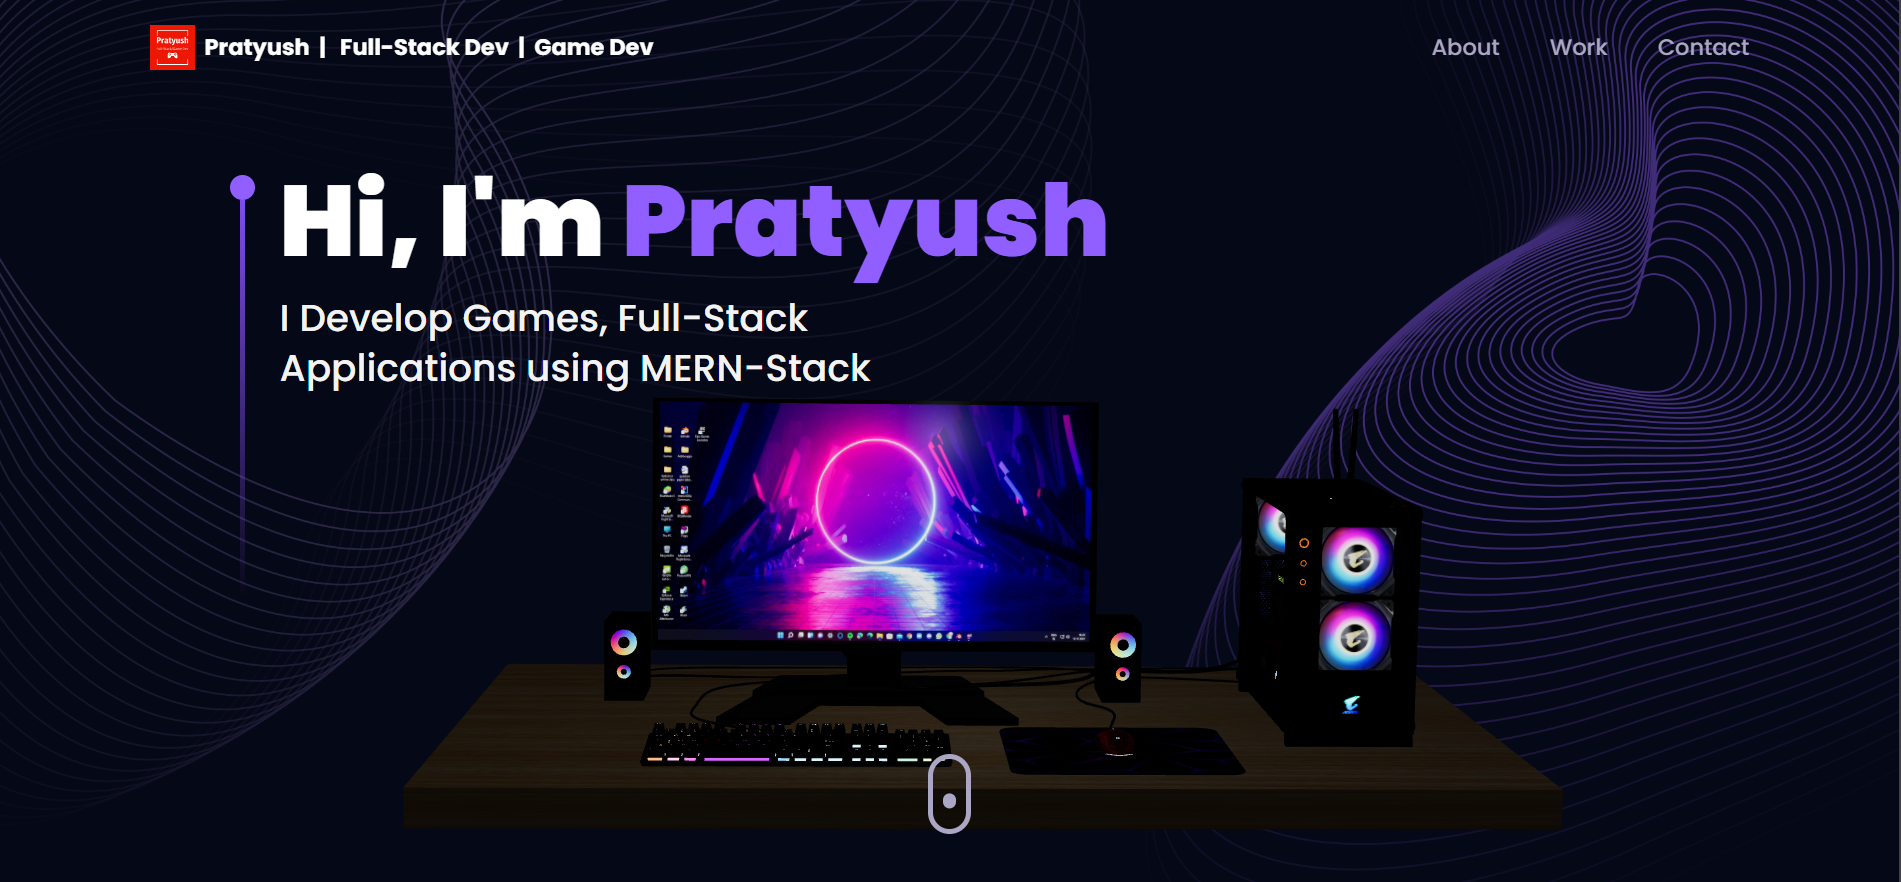 Pratyush
Pratyush | Full-Stack Dev | Game Dev
About
Work
Contact
Hi, I'm Pratyush
I Develop Games, Full-Stack
Applications using MERN-Stack